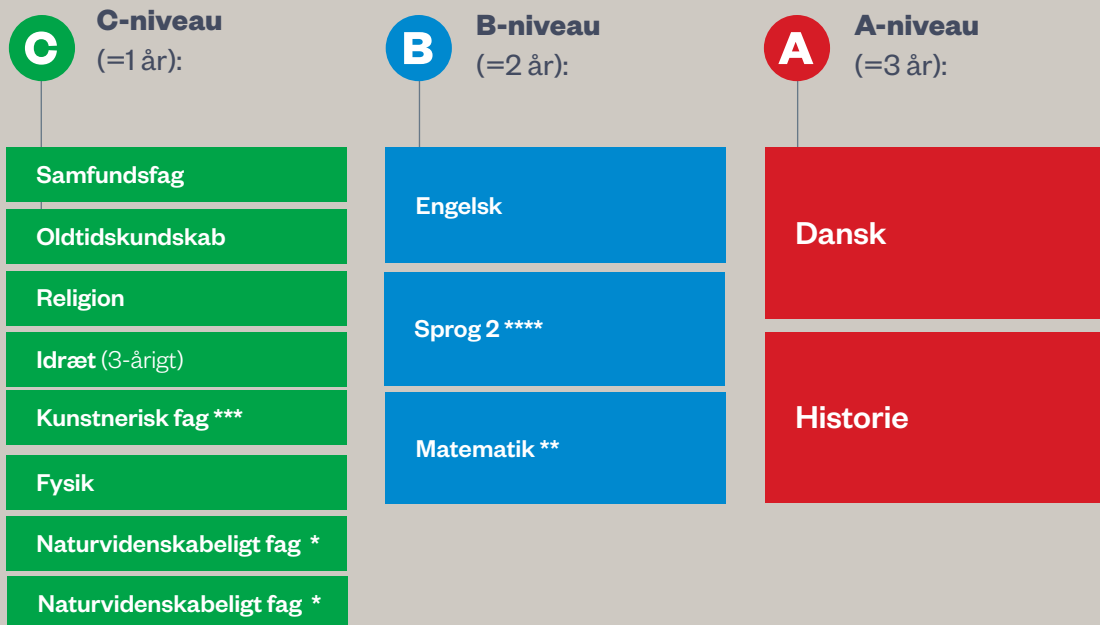 C
C-niveau
(=1 år):
Samfundsfag
Oldtidskundskab
Religion
Idræt (3-årigt)
Kunstnerisk fag ***
Fysik
Naturvidenskabeligt fag *
Naturvidenskabeligt fag *
B
B-niveau
(=2 år):
Engelsk
Sprog 2 ****
Matematik **
A
A-niveau
(=3 år):
Dansk
Historie